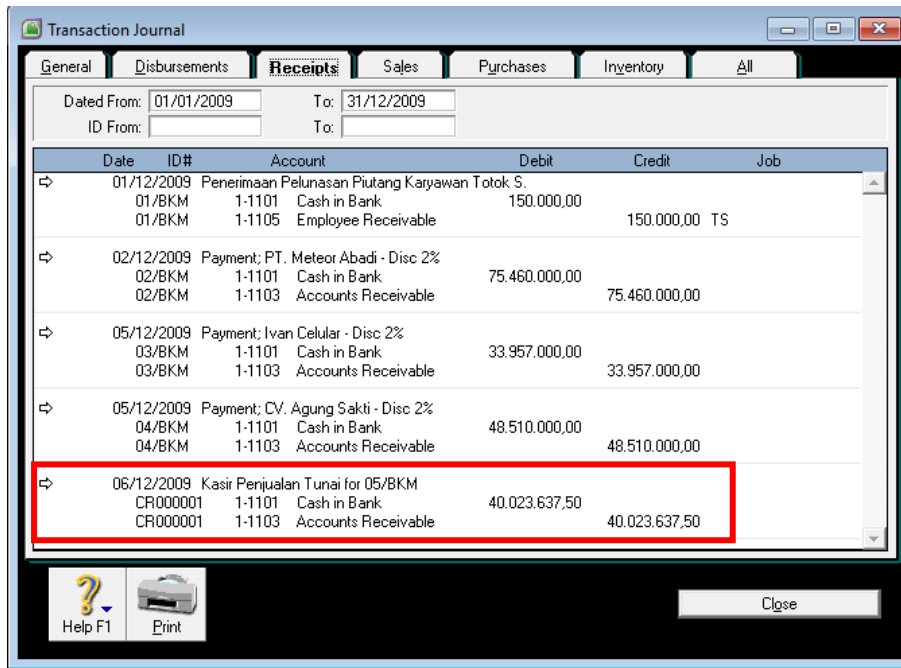 Transaction Journal
General Disbursements Receipts Sales Purchases Inventory All
Dated From: 01/01/2009 To: 31/12/2009
ID From: To:
Date ID# Account Debit Credit Job
01/12/2009 Penerimaan Pelunasan Piutang Karyawan Totok S.
01/BKM 1-1101 Cash in Bank 150.000,00
01/BKM 1-1105 Employee Receivable 150.000,00 TS
02/12/2009 Payment; PT. Meteor Abadi - Disc 2%
02/BKM 1-1101 Cash in Bank 75.460.000,00
02/BKM 1-1103 Accounts Receivable 75.460.000,00
05/12/2009 Payment; Ivan Celular - Disc 2%
03/BKM 1-1101 Cash in Bank 33.957.000,00
03/BKM 1-1103 Accounts Receivable 33.957.000,00
05/12/2009 Payment; CV. Agung Sakti - Disc 2%
04/BKM 1-1101 Cash in Bank 48.510.000,00
04/BKM 1-1103 Accounts Receivable 48.510.000,00
06/12/2009 Kasir Penjualan Tunai for 05/BKM
CR000001 1-1101 Cash in Bank 40.023.637,50
CR000001 1-1103 Accounts Receivable 40.023.637,50
Help F1 Print Close